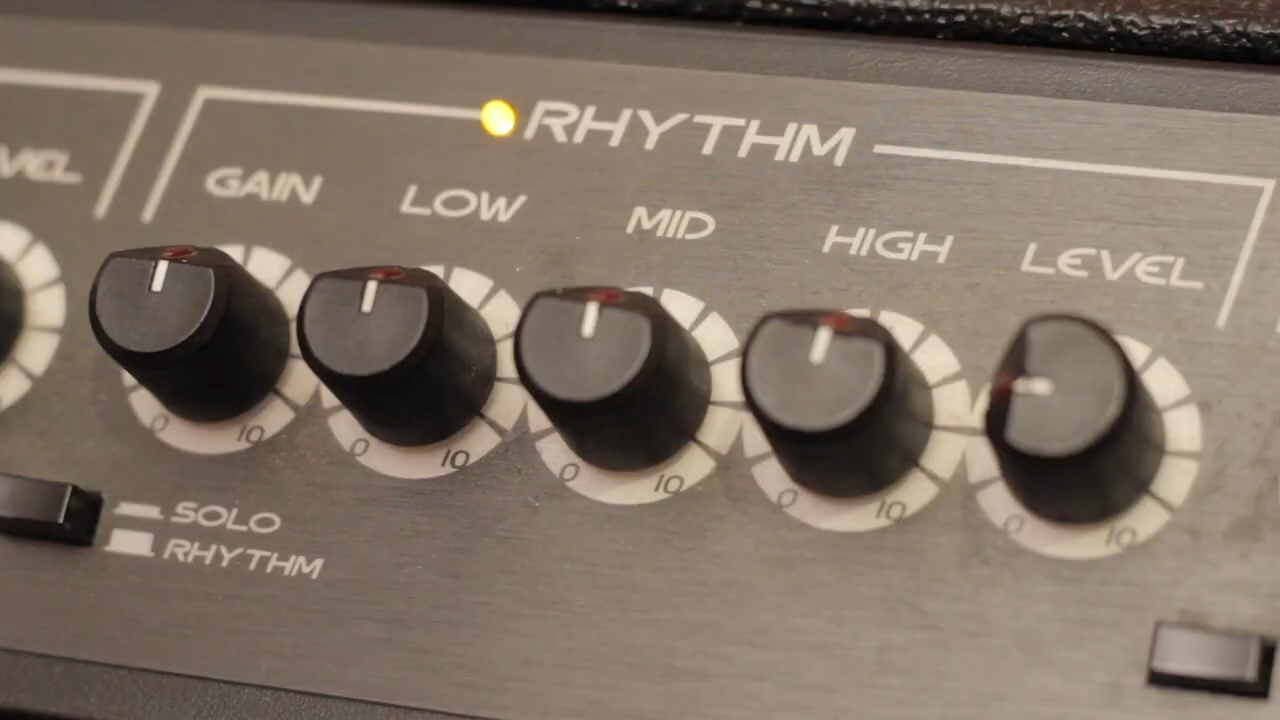 RHYTHM
VEL
GAIN LOW MID HIGH LEVEL
0 10 0 10 0 10 0 10 0 10
SOLO
RHYTHM